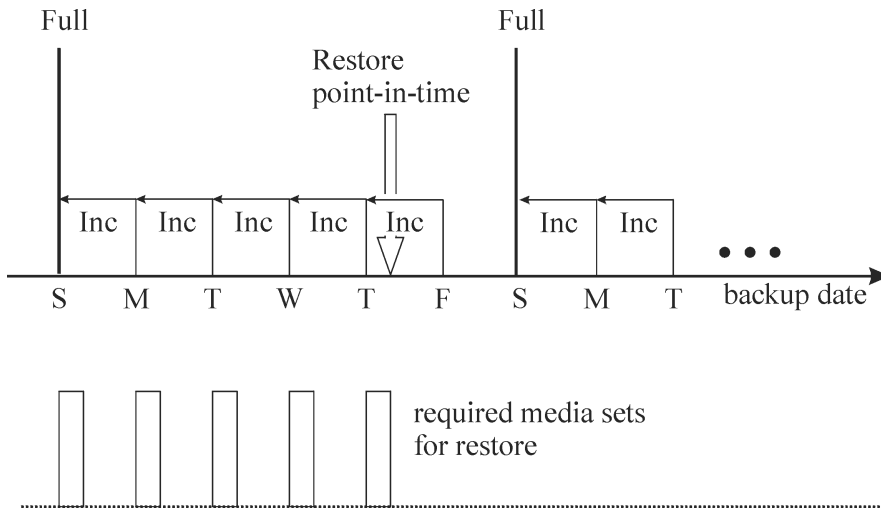 Full
Full
Restore
point-in-time
Inc
Inc
Inc
Inc
Inc
Inc
Inc
S
M
T
W
T
F
S
M
T
backup date
required media sets
for restore